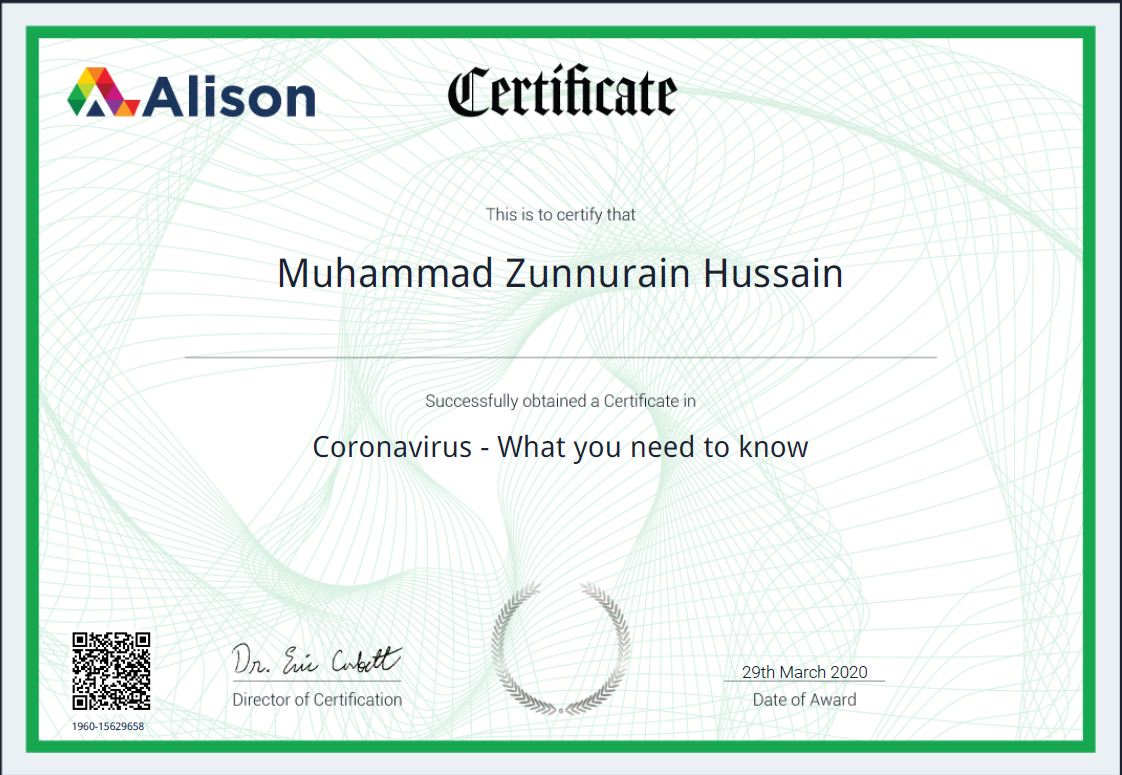 Alison
Certificate
This is to certify that
Muhammad Zunnurain Hussain
Successfully obtained a Certificate in
Coronavirus - What you need to know
Dr. Eric Corbett
Director of Certification
29th March 2020
Date of Award
1960-15629658